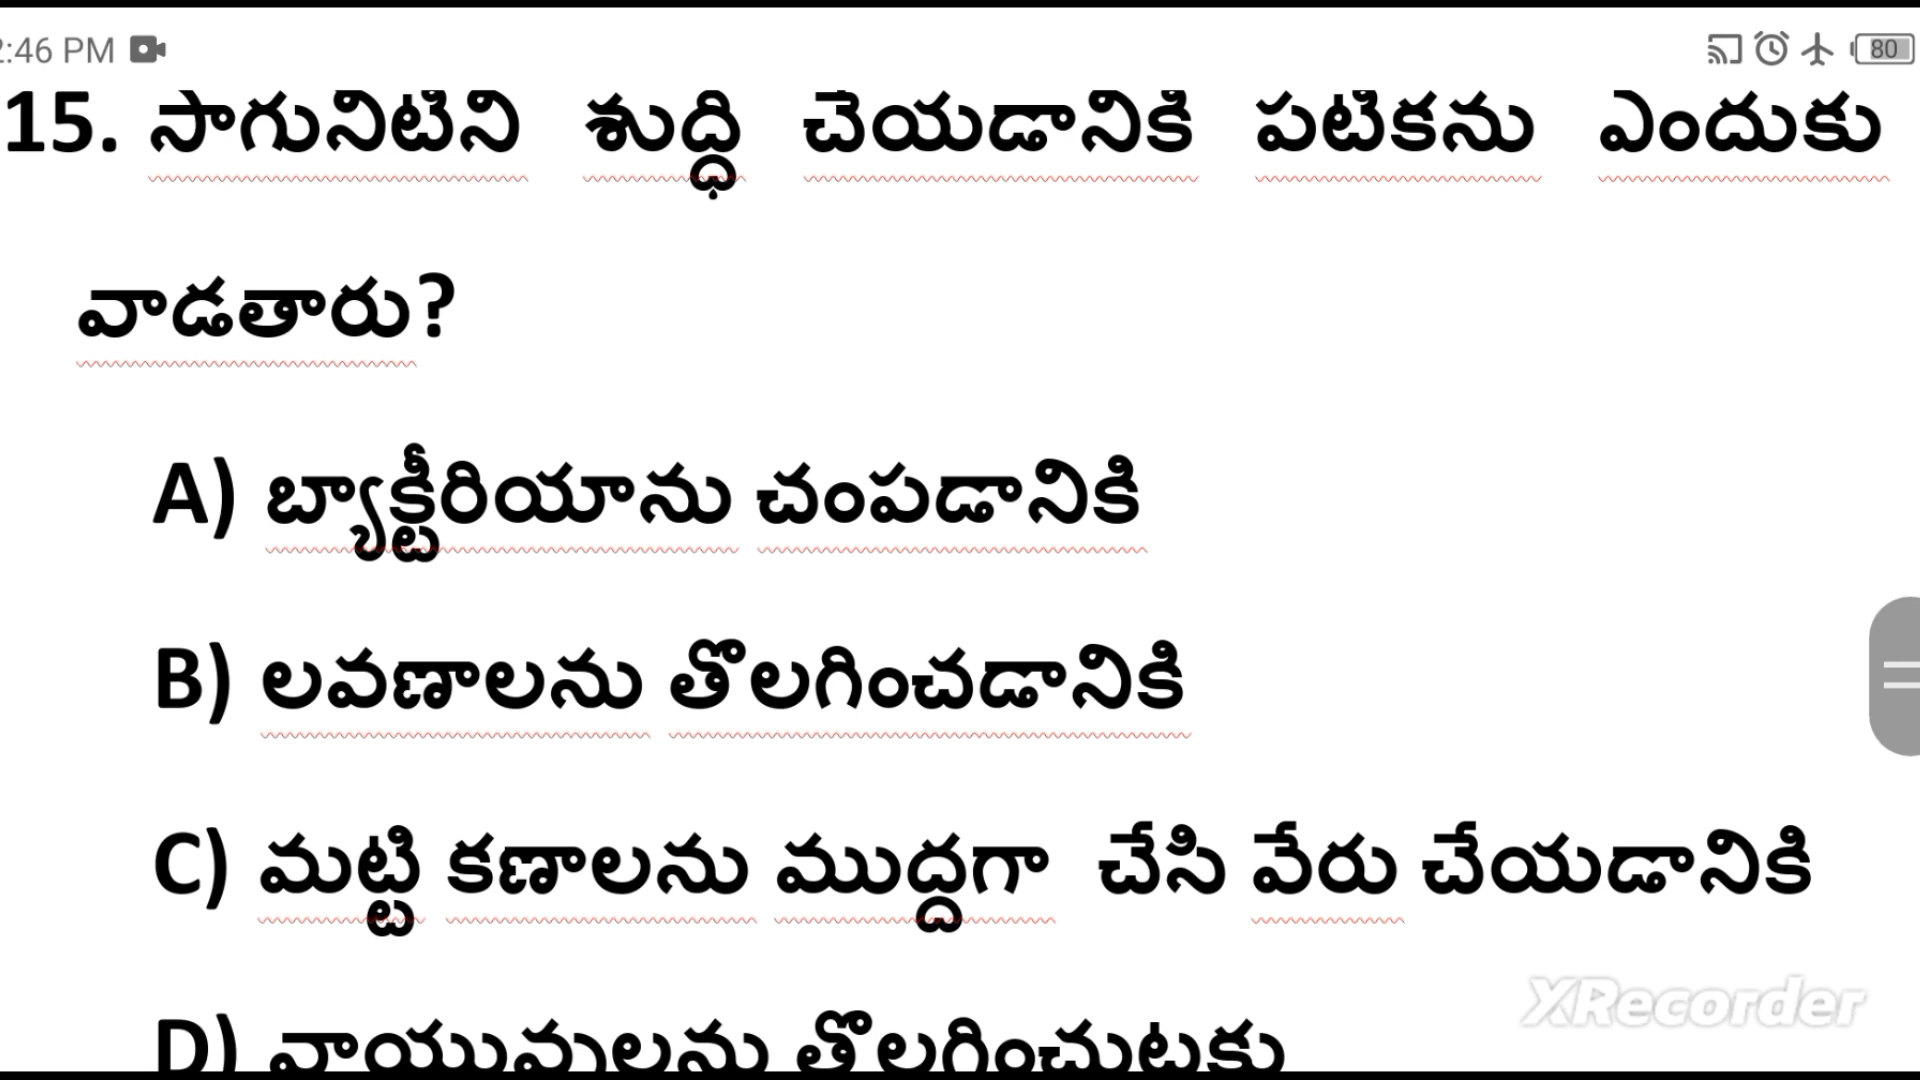 2:46 PM 80
15. సాగునిటిని శుద్ధి చేయడానికి పటికను ఎందుకు
వాడతారు?
A) బ్యాక్టీరియాను చంపడానికి
B) లవణాలను తొలగించడానికి
C) మట్టి కణాలను ముద్దగా చేసి వేరు చేయడానికి
XRecorder
D) వాయువులను తొలగించుటకు